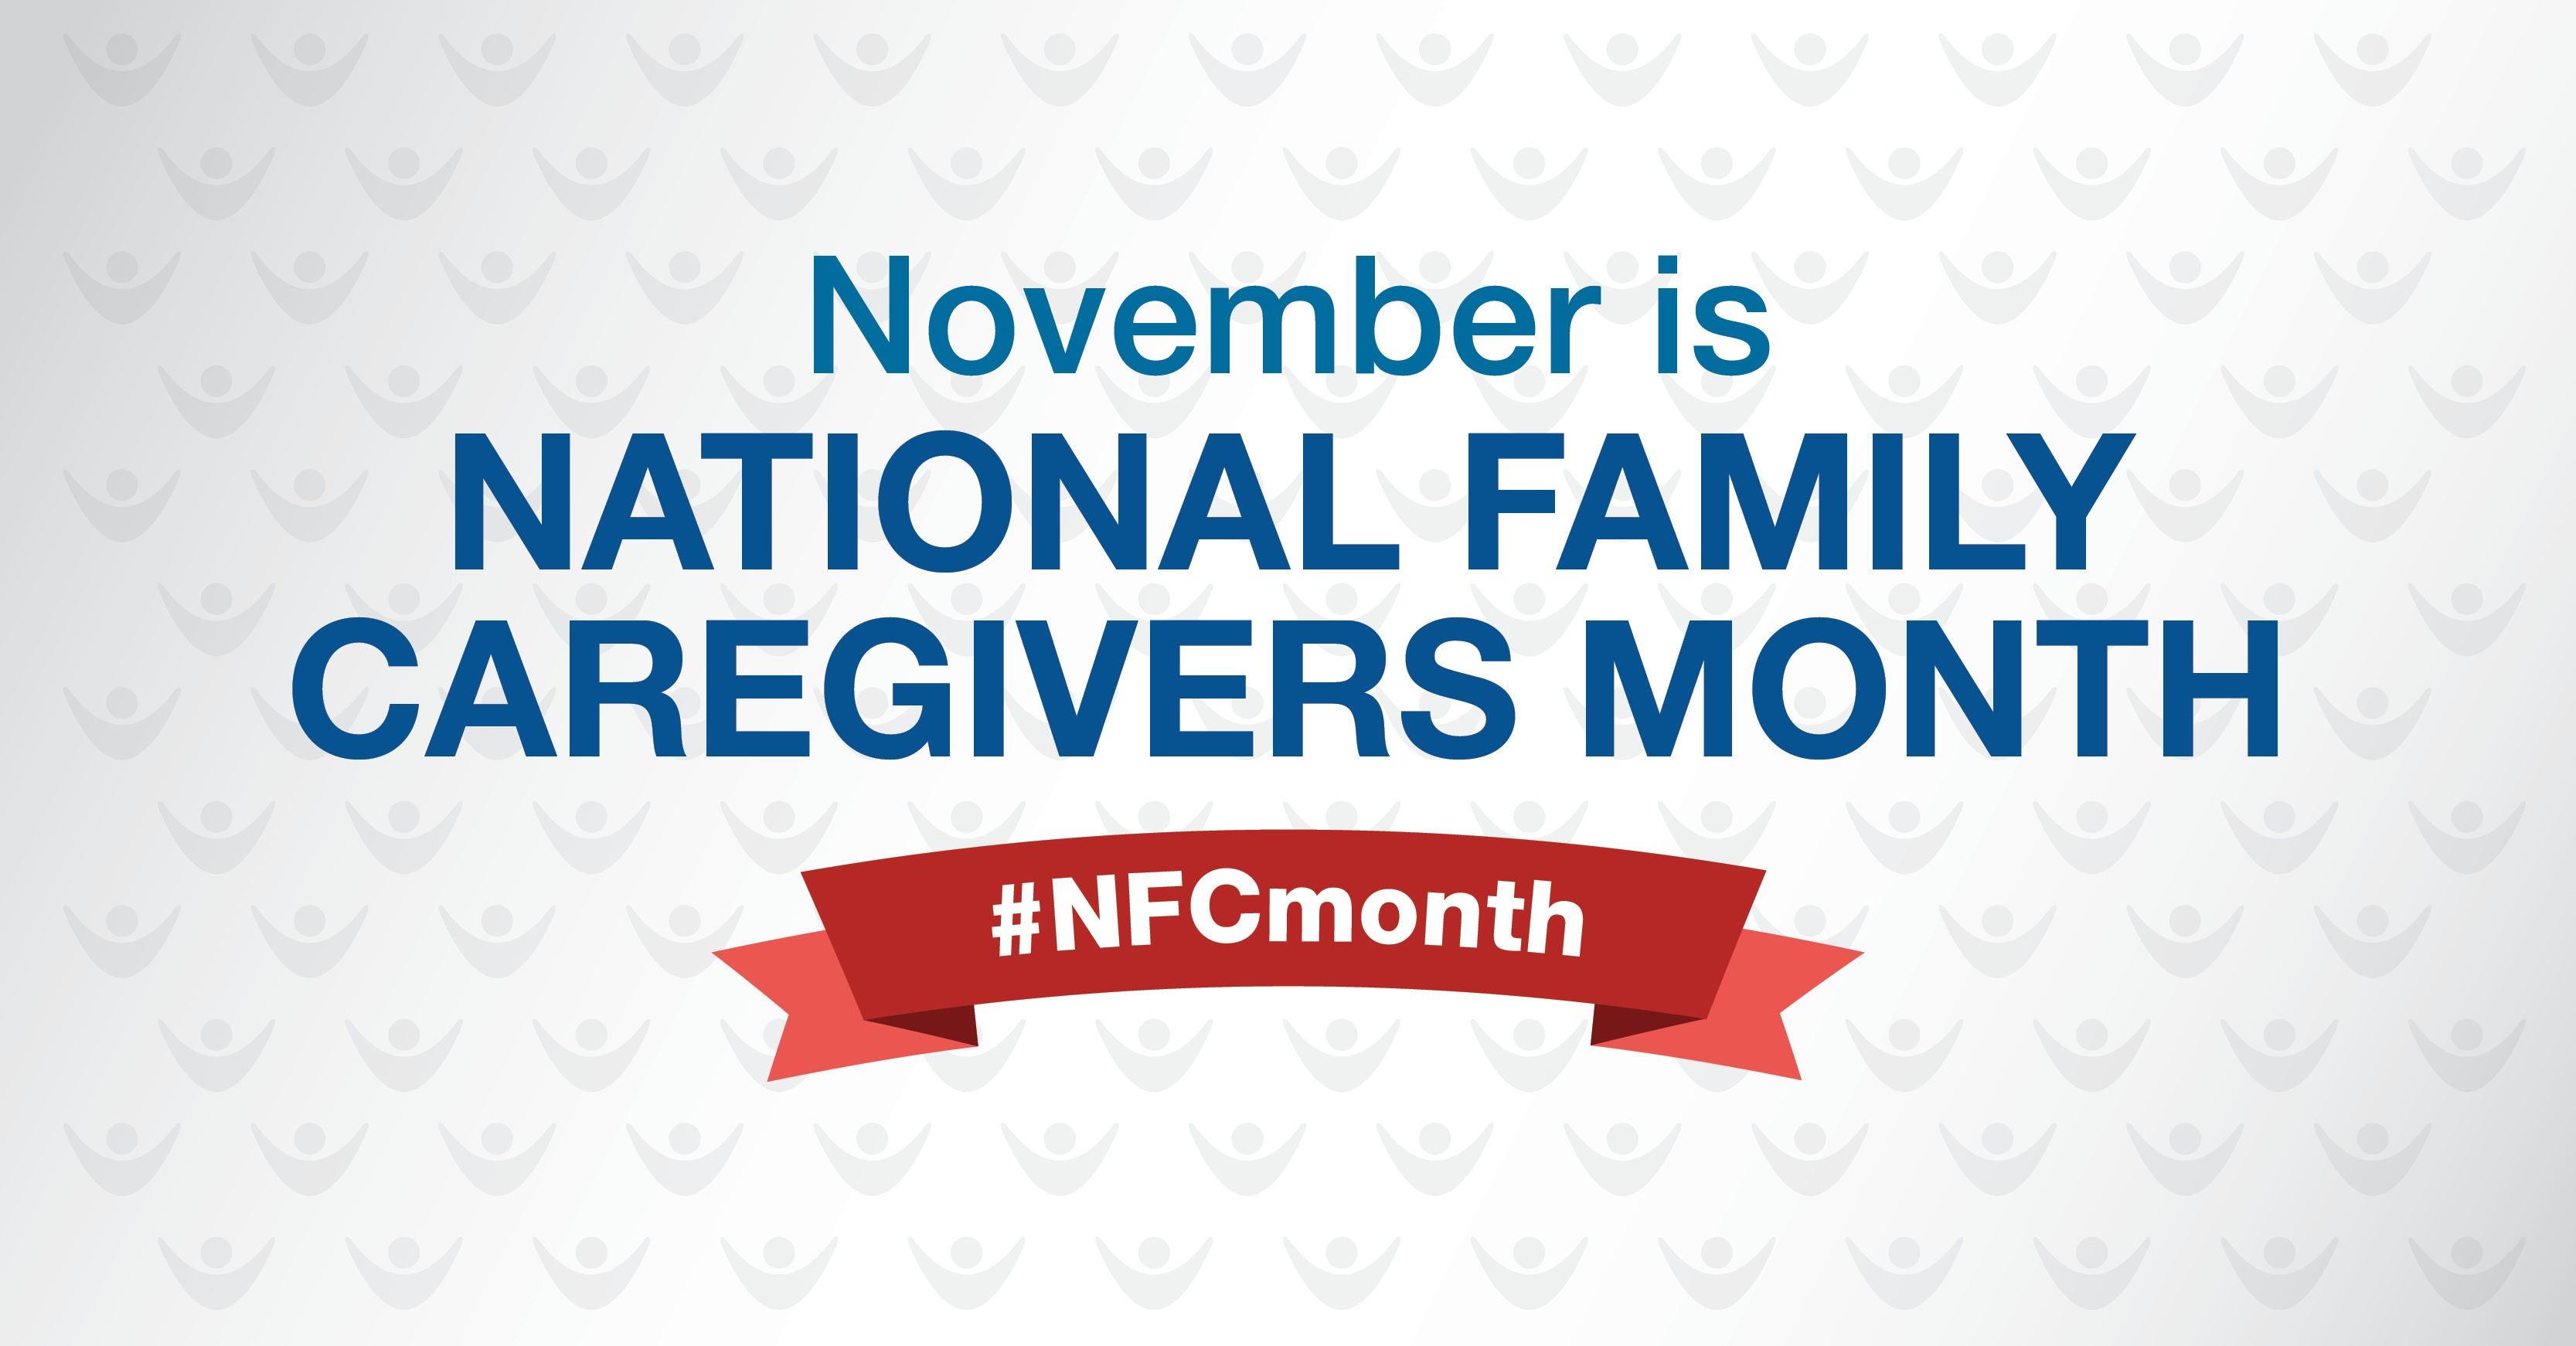 November is
NATIONAL FAMILY
CAREGIVERS MONTH
#NFCmonth